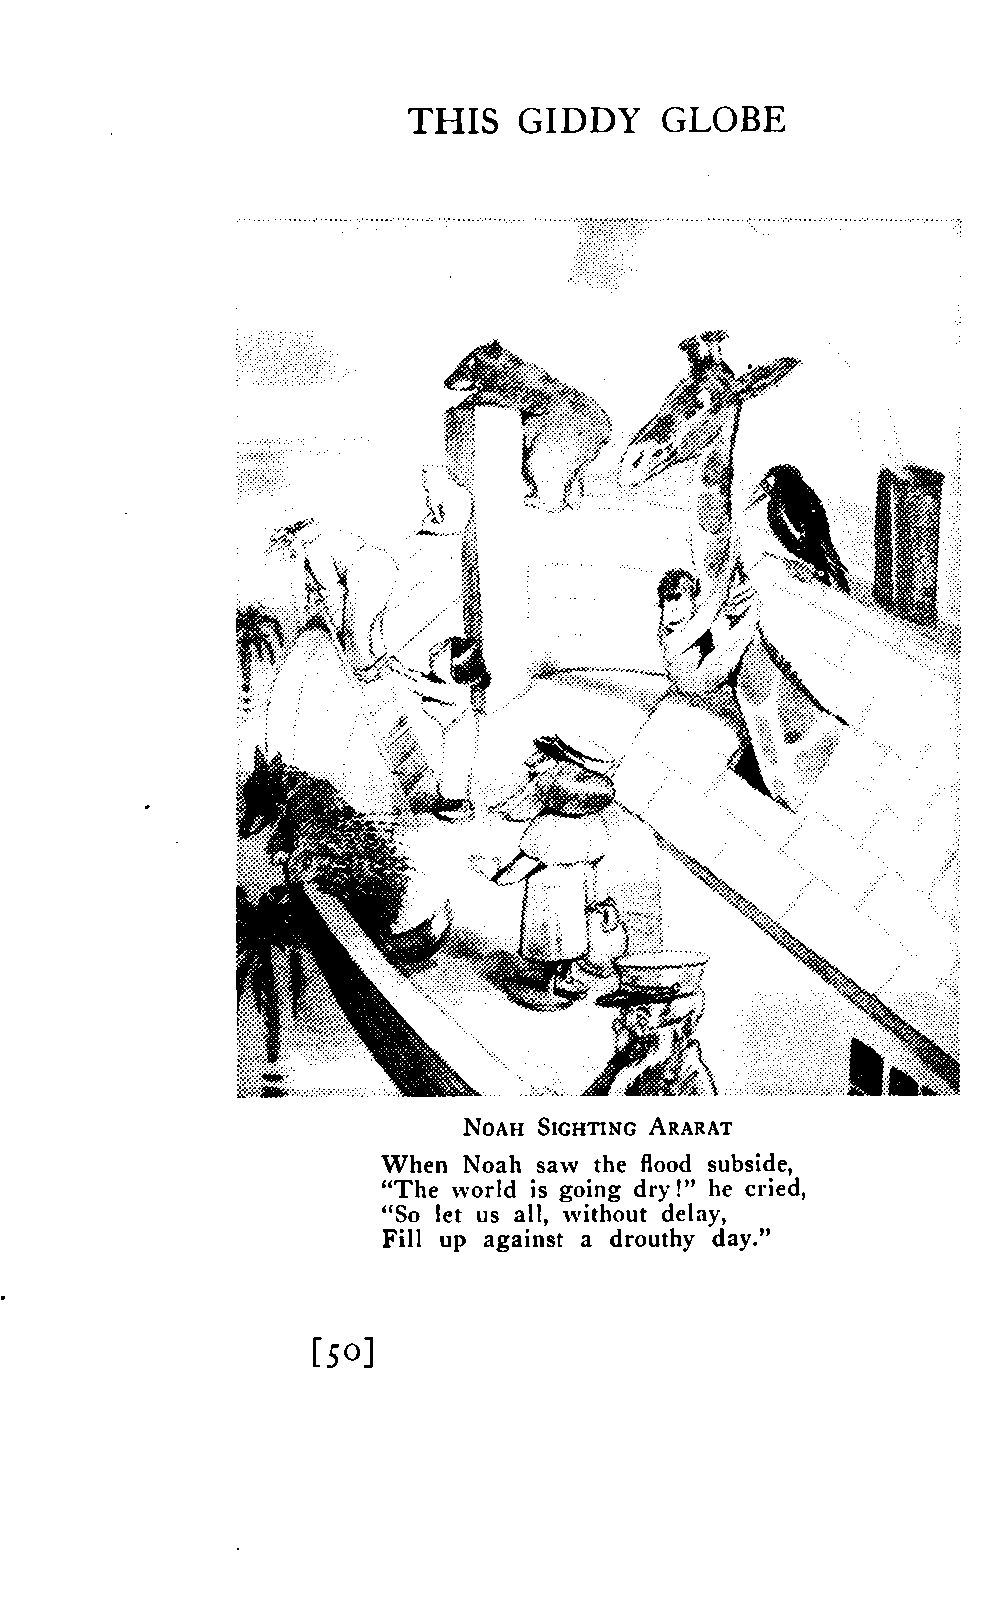 THIS GIDDY GLOBE
Noah Sighting Ararat
When Noah saw the flood subside,
“The world is going dry!” he cried,
“So let us all, without delay,
Fill up against a drouthy day.”
[50]